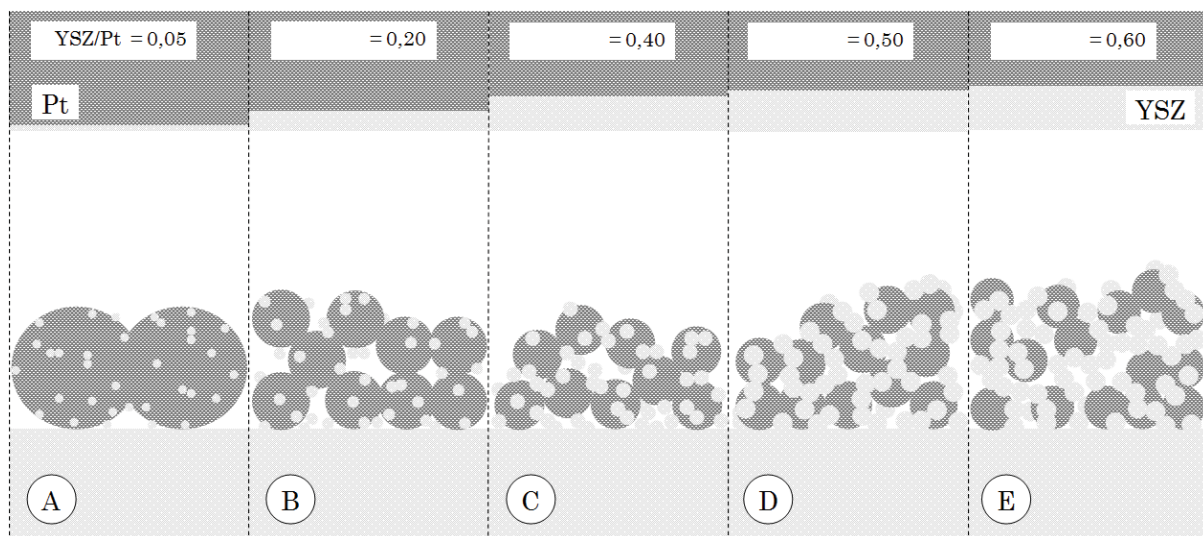 YSZ/Pt = 0,05
= 0,20
= 0,40
= 0,50
= 0,60
Pt
YSZ
A
B
C
D
E